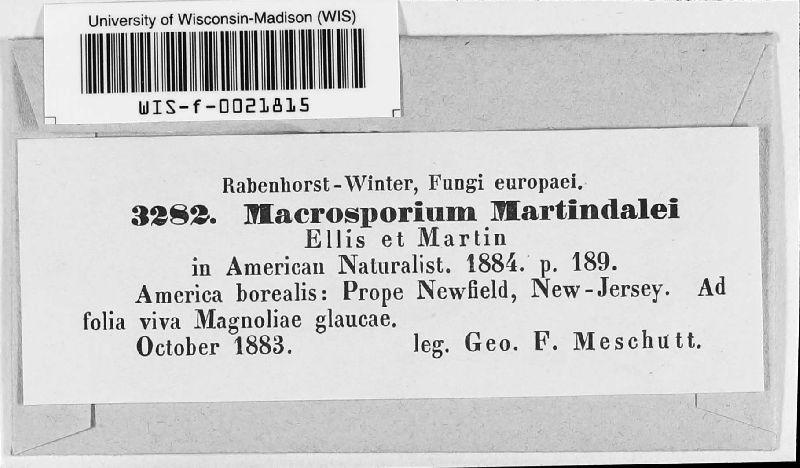 University of Wisconsin-Madison (WIS)
WIS-f-0021815
Rabenhorst-Winter, Fungi europaei.
3282. Macrosporium Martindalei
Ellis et Martin
in American Naturalist. 1884. p. 189.
America borealis: Prope Newfield, New-Jersey. Ad
folia viva Magnoliae glaucae.
October 1883. leg. Geo. F. Meschutt.